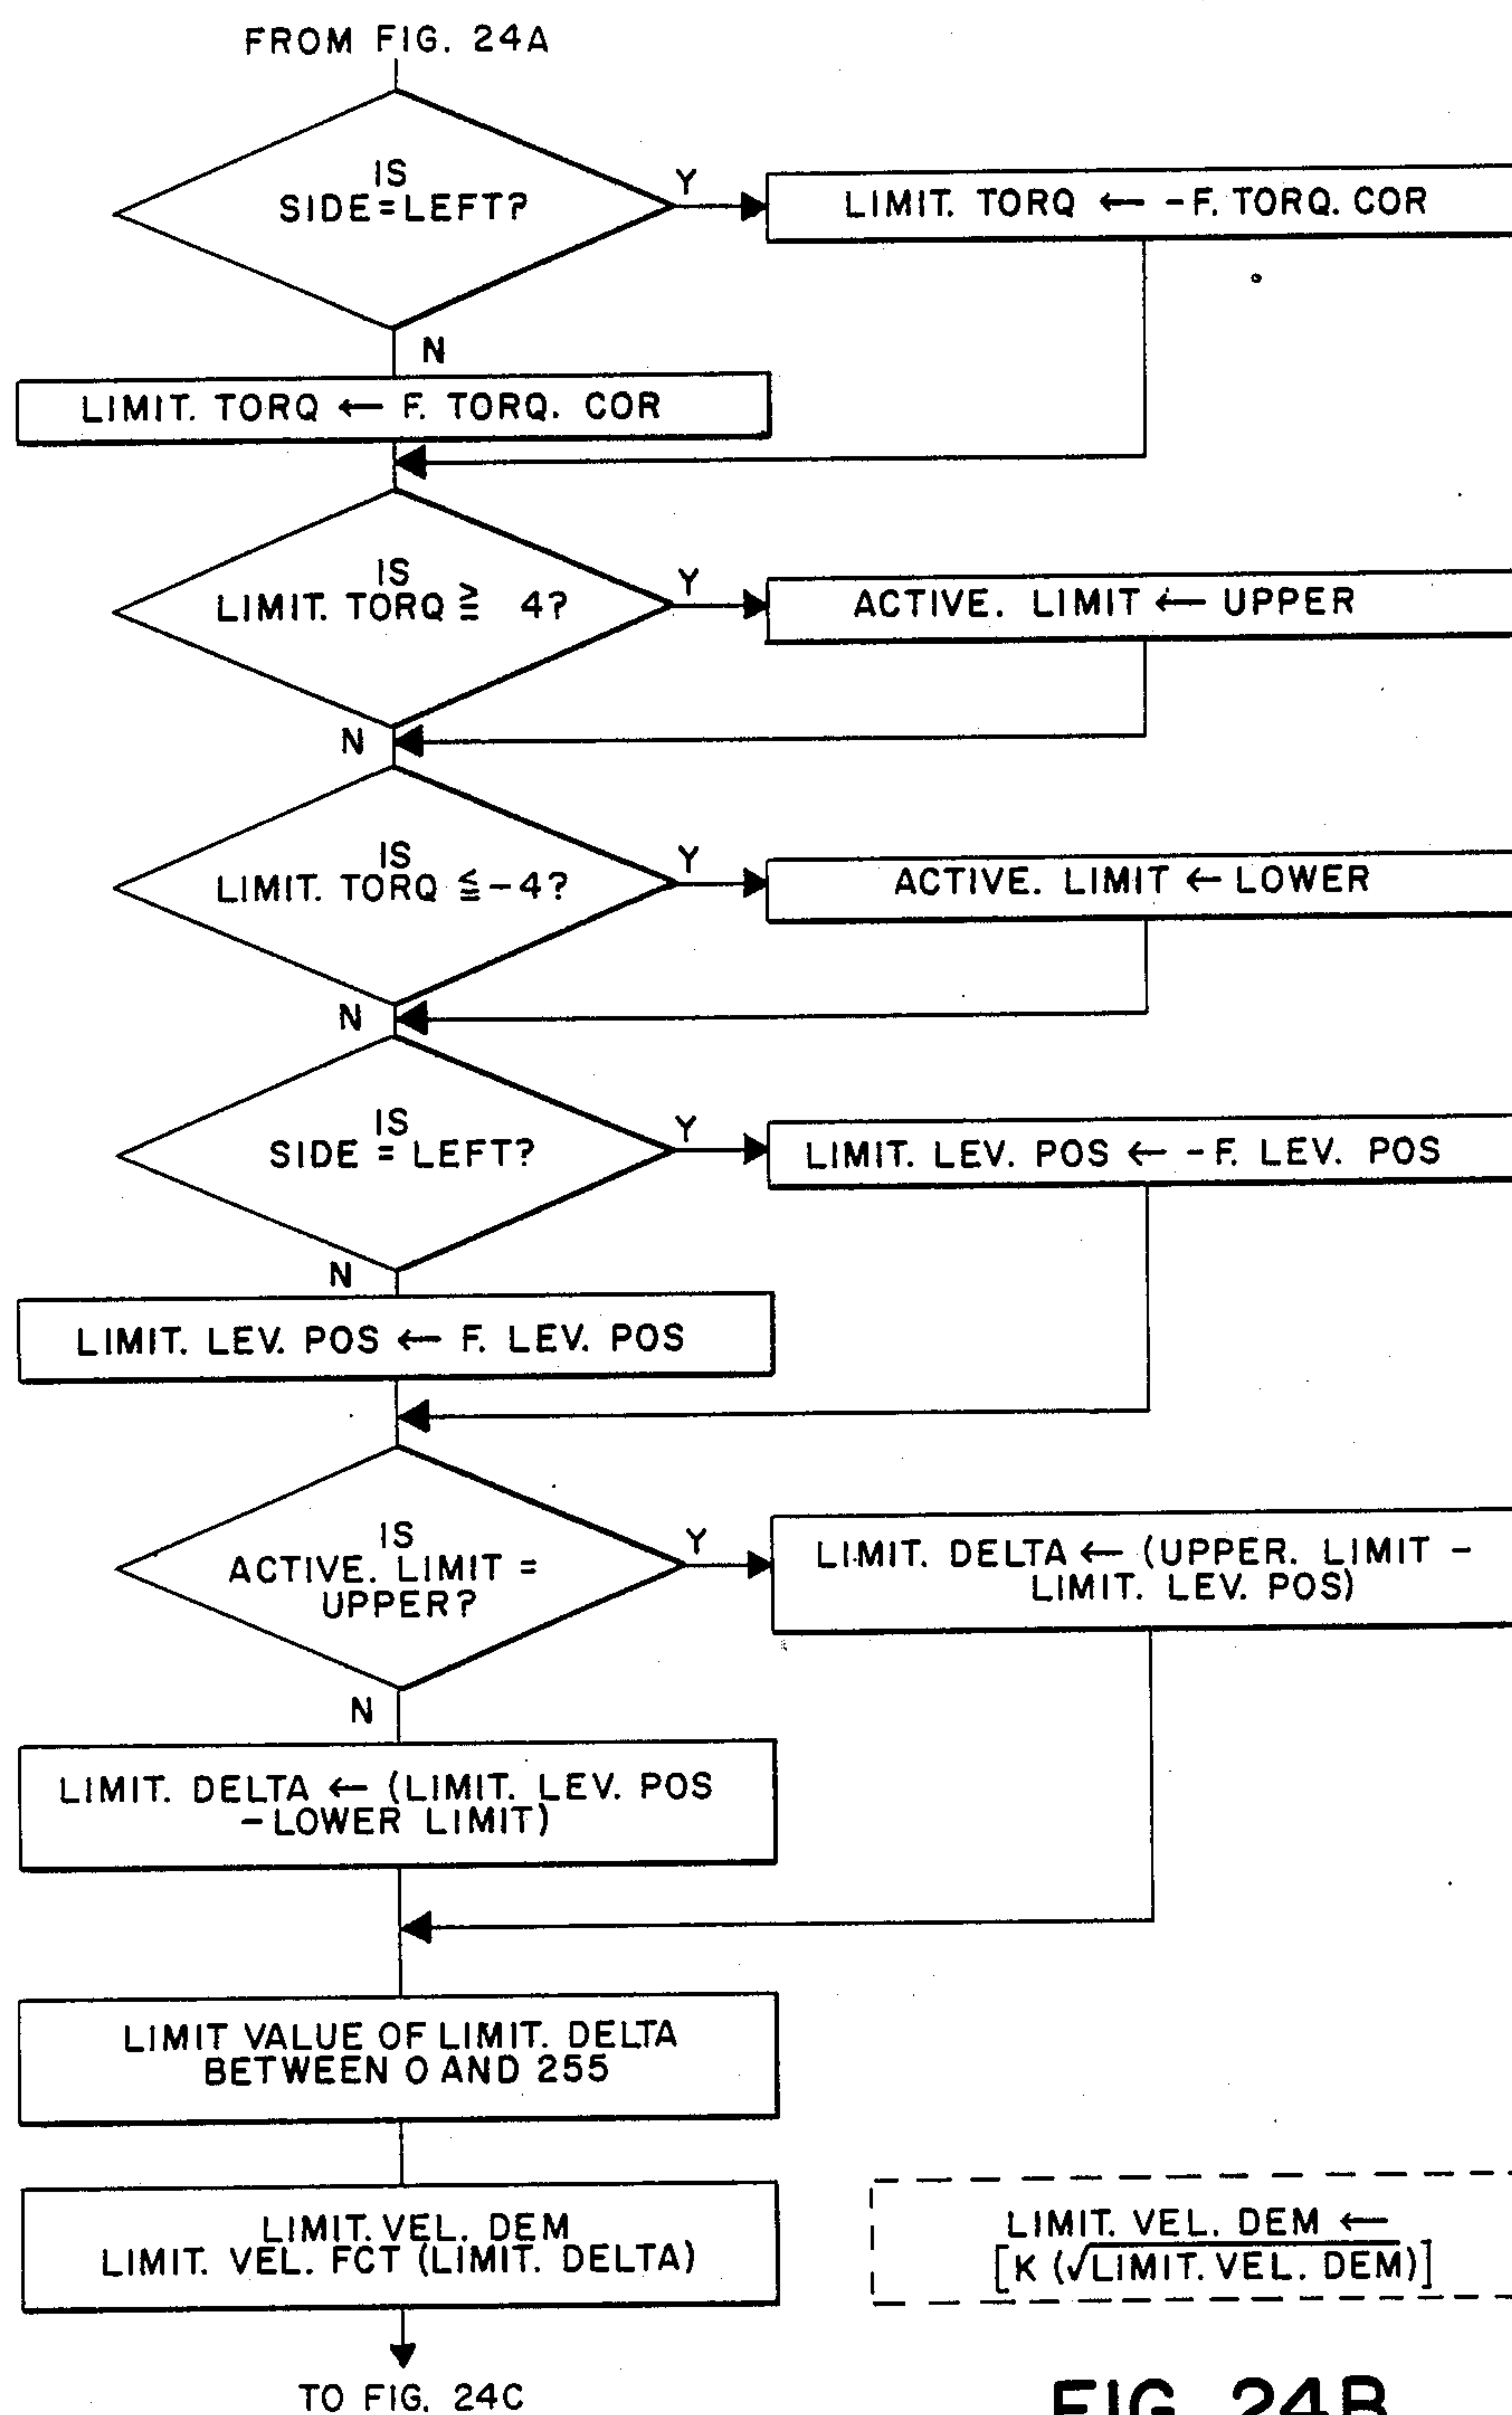 FROM FIG. 24A
IS
SIDE=LEFT?
Y
LIMIT. TORQ ← -F. TORQ. COR
N
LIMIT. TORQ ← F. TORQ. COR
IS
LIMIT. TORQ ≧ 4?
Y
ACTIVE. LIMIT ← UPPER
N
IS
LIMIT. TORQ ≦ -4?
Y
ACTIVE. LIMIT ← LOWER
N
IS
SIDE = LEFT?
Y
LIMIT. LEV. POS ← -F. LEV. POS
N
LIMIT. LEV. POS ← F. LEV. POS
IS
ACTIVE. LIMIT =
UPPER?
Y
LIMIT. DELTA ← (UPPER. LIMIT -
LIMIT. LEV. POS)
N
LIMIT. DELTA ← (LIMIT. LEV. POS
-LOWER LIMIT)
LIMIT VALUE OF LIMIT. DELTA
BETWEEN 0 AND 255
LIMIT. VEL. DEM
LIMIT. VEL. FCT (LIMIT. DELTA)
LIMIT. VEL. DEM ←
[K (√LIMIT. VEL. DEM)]
TO FIG. 24C
FIG. 24B